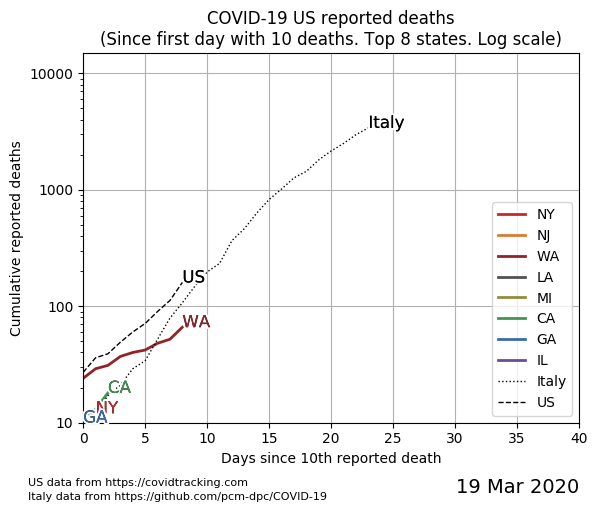 COVID-19 US reported deaths
(Since first day with 10 deaths. Top 8 states. Log scale)
10000
1000
100
10
Cumulative reported deaths
Italy
US
WA
CA
NY
GA
NY
NJ
WA
LA
MI
CA
GA
IL
Italy
US
0 5 10 15 20 25 30 35 40
Days since 10th reported death
US data from https://covidtracking.com
Italy data from https://github.com/pcm-dpc/COVID-19
19 Mar 2020